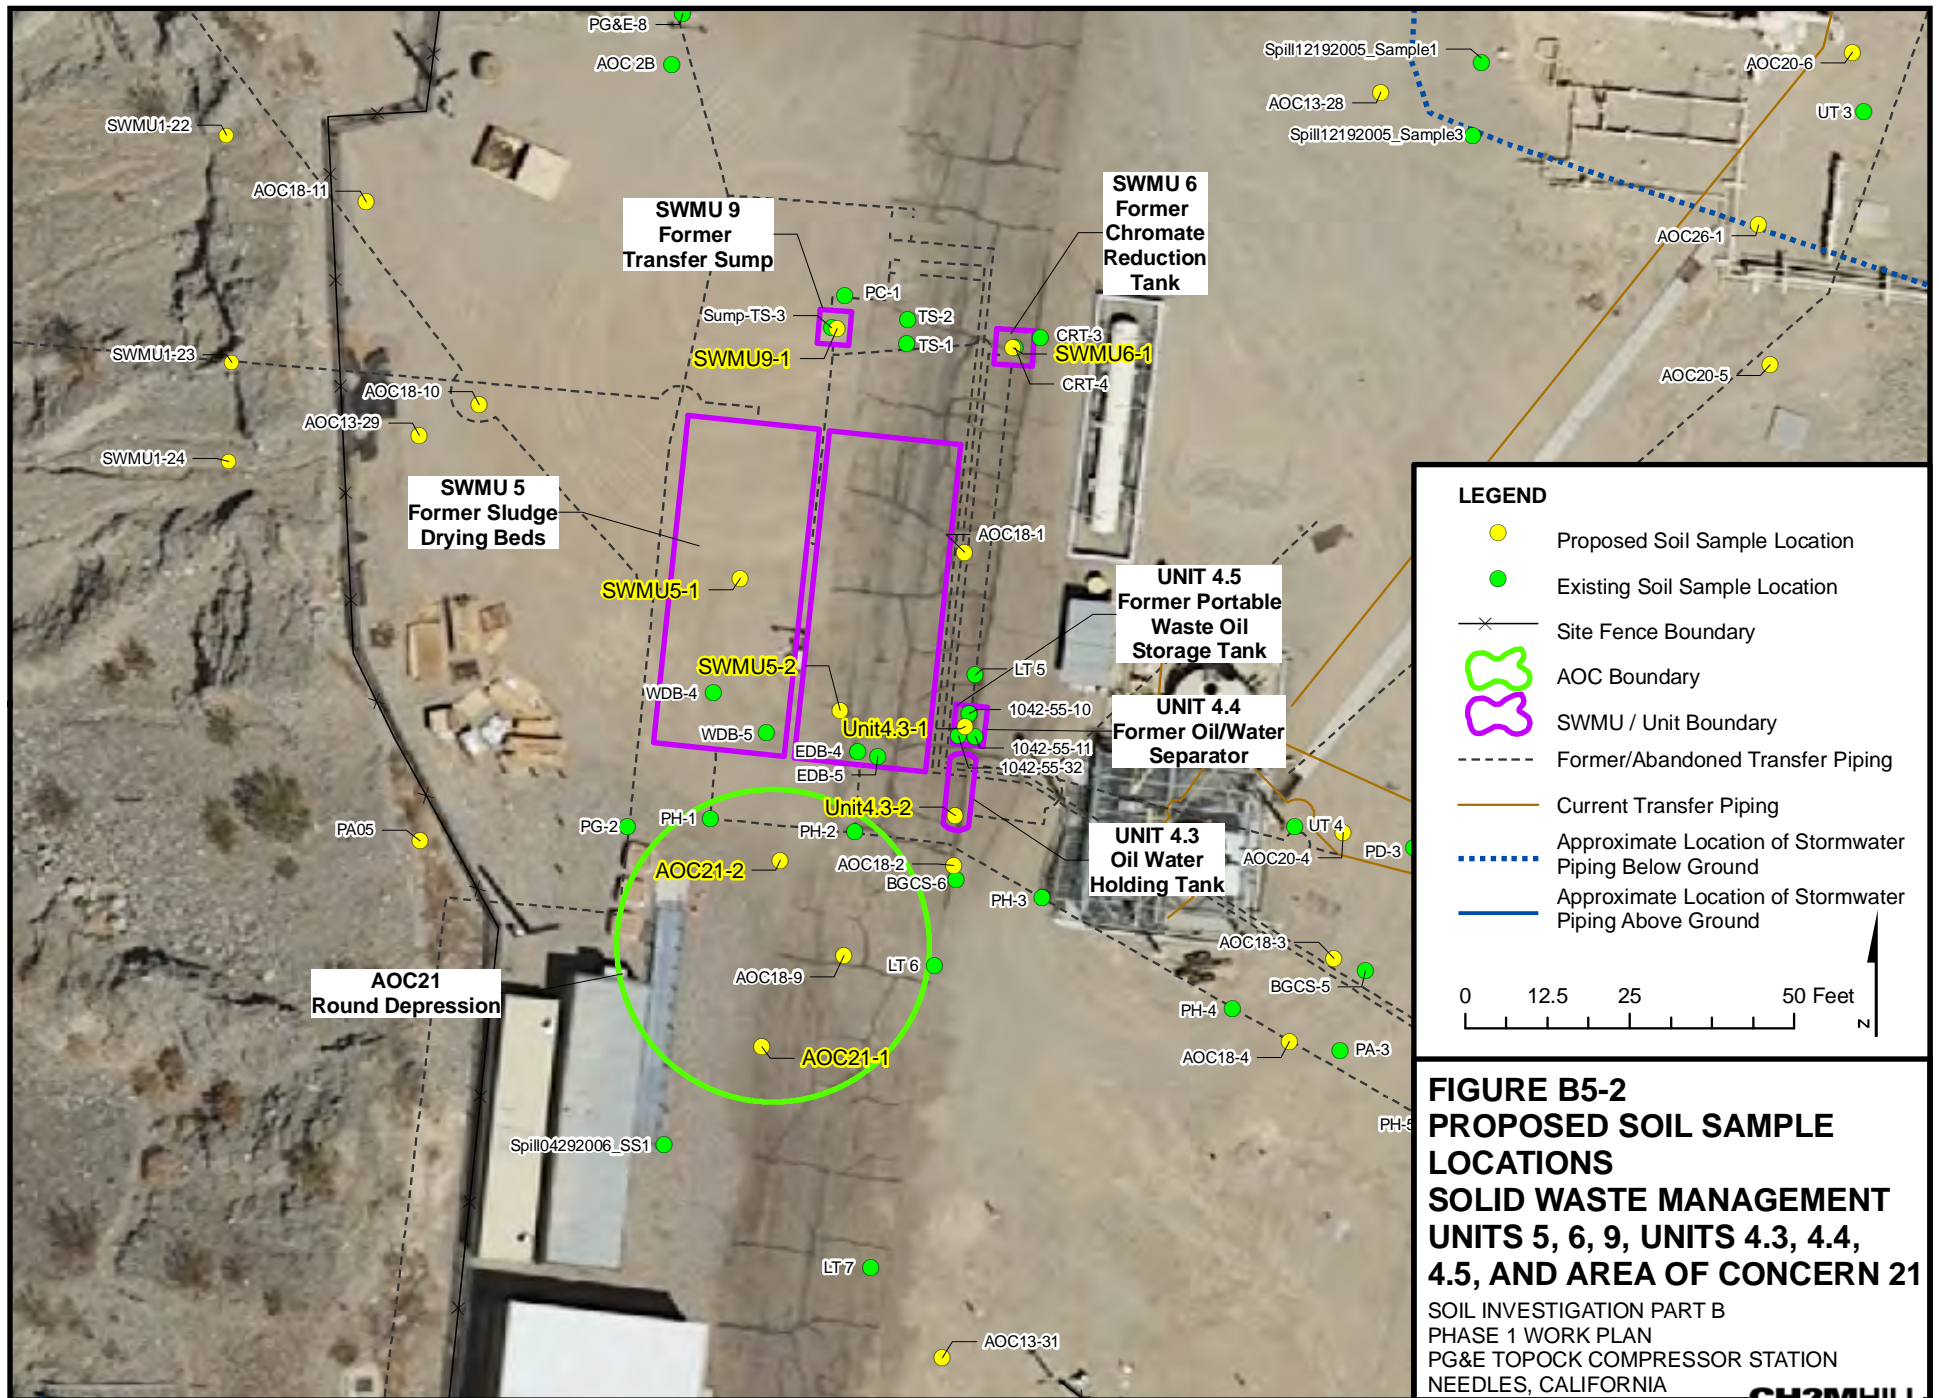 PG&E-8
AOC 2B
Spill12192005_Sample1
AOC20-6
AOC13-28
UT 3
SWMU1-22
Spill12192005_Sample3
AOC18-11
SWMU 9
Former
Transfer Sump
SWMU 6
Former
Chromate
Reduction
Tank
AOC26-1
PC-1
Sump-TS-3
TS-2
CRT-3
TS-1
SWMU9-1
SWMU6-1
SWMU1-23
CRT-4
AOC20-5
AOC18-10
AOC13-29
SWMU1-24
SWMU 5
Former Sludge
Drying Beds
AOC18-1
SWMU5-1
UNIT 4.5
Former Portable
Waste Oil
Storage Tank
SWMU5-2
LT 5
WDB-4
1042-55-10
UNIT 4.4
Former Oil/Water
Separator
WDB-5
Unit4.3-1
EDB-4
1042-55-11
EDB-5
1042-55-32
Unit4.3-2
PG-2
PH-1
PH-2
PA05
UNIT 4.3
Oil Water
Holding Tank
UT 4
AOC20-4
PD-3
AOC21-2
AOC18-2
BGCS-6
PH-3
AOC18-3
AOC18-9
LT 6
BGCS-5
AOC21
Round Depression
PH-4
AOC18-4
PA-3
AOC21-1
PH-5
Spill04292006_SS1
LT 7
AOC13-31
LEGEND
Proposed Soil Sample Location
Existing Soil Sample Location
Site Fence Boundary
AOC Boundary
SWMU / Unit Boundary
Former/Abandoned Transfer Piping
Current Transfer Piping
Approximate Location of Stormwater
Piping Below Ground
Approximate Location of Stormwater
Piping Above Ground
0 12.5 25 50 Feet
Z
FIGURE B5-2
PROPOSED SOIL SAMPLE
LOCATIONS
SOLID WASTE MANAGEMENT
UNITS 5, 6, 9, UNITS 4.3, 4.4,
4.5, AND AREA OF CONCERN 21
SOIL INVESTIGATION PART B
PHASE 1 WORK PLAN
PG&E TOPOCK COMPRESSOR STATION
NEEDLES, CALIFORNIA
CH2MHILL